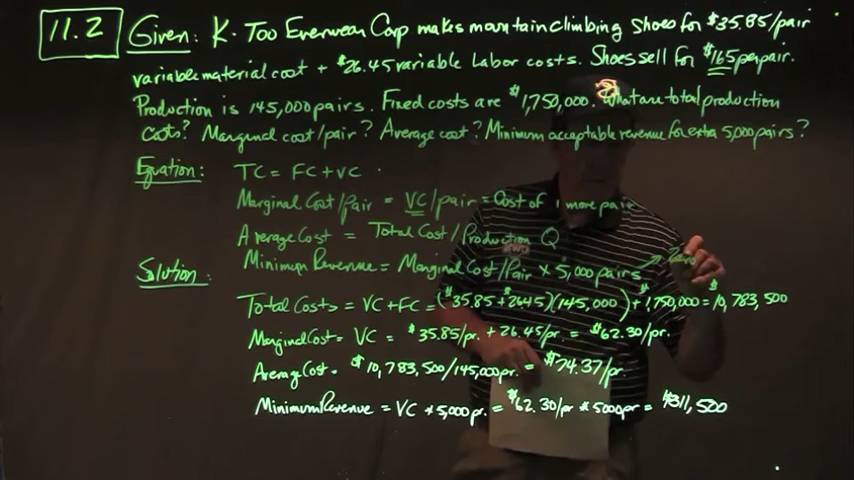 11.2 Given: K. Too Everwear Corp makes mountain climbing Shoes for $35.85/pair
variable material cost + $26.45 variable Labor costs. Shoes sell for $165 per pair.
Production is 145,000 pairs. Fixed costs are $1,750,000. What are total production
Costs? Marginal cost/pair? Average cost? Minimum acceptable revenue for extra 5,000 pairs?
Equation: TC = FC + VC
Marginal Cost/Pair = VC/pair = Cost of 1 more pair
Average Cost = Total Cost/Production Q
Minimum Revenue = Marginal Cost/Pair * 5,000 pairs → Zero
Solution:
Total Costs = VC + FC = ($35.85 + $26.45)(145,000) + $1,750,000 = $10,783,500
Marginal Cost = VC = $35.85/pr. + 26.45/pr. = $62.30/pr.
Average Cost = $10,783,500/145,000 pr. = $74.37/pr
Minimum Revenue = VC * 5,000 pr. = $62.30/pr * 5000 pr = $311,500